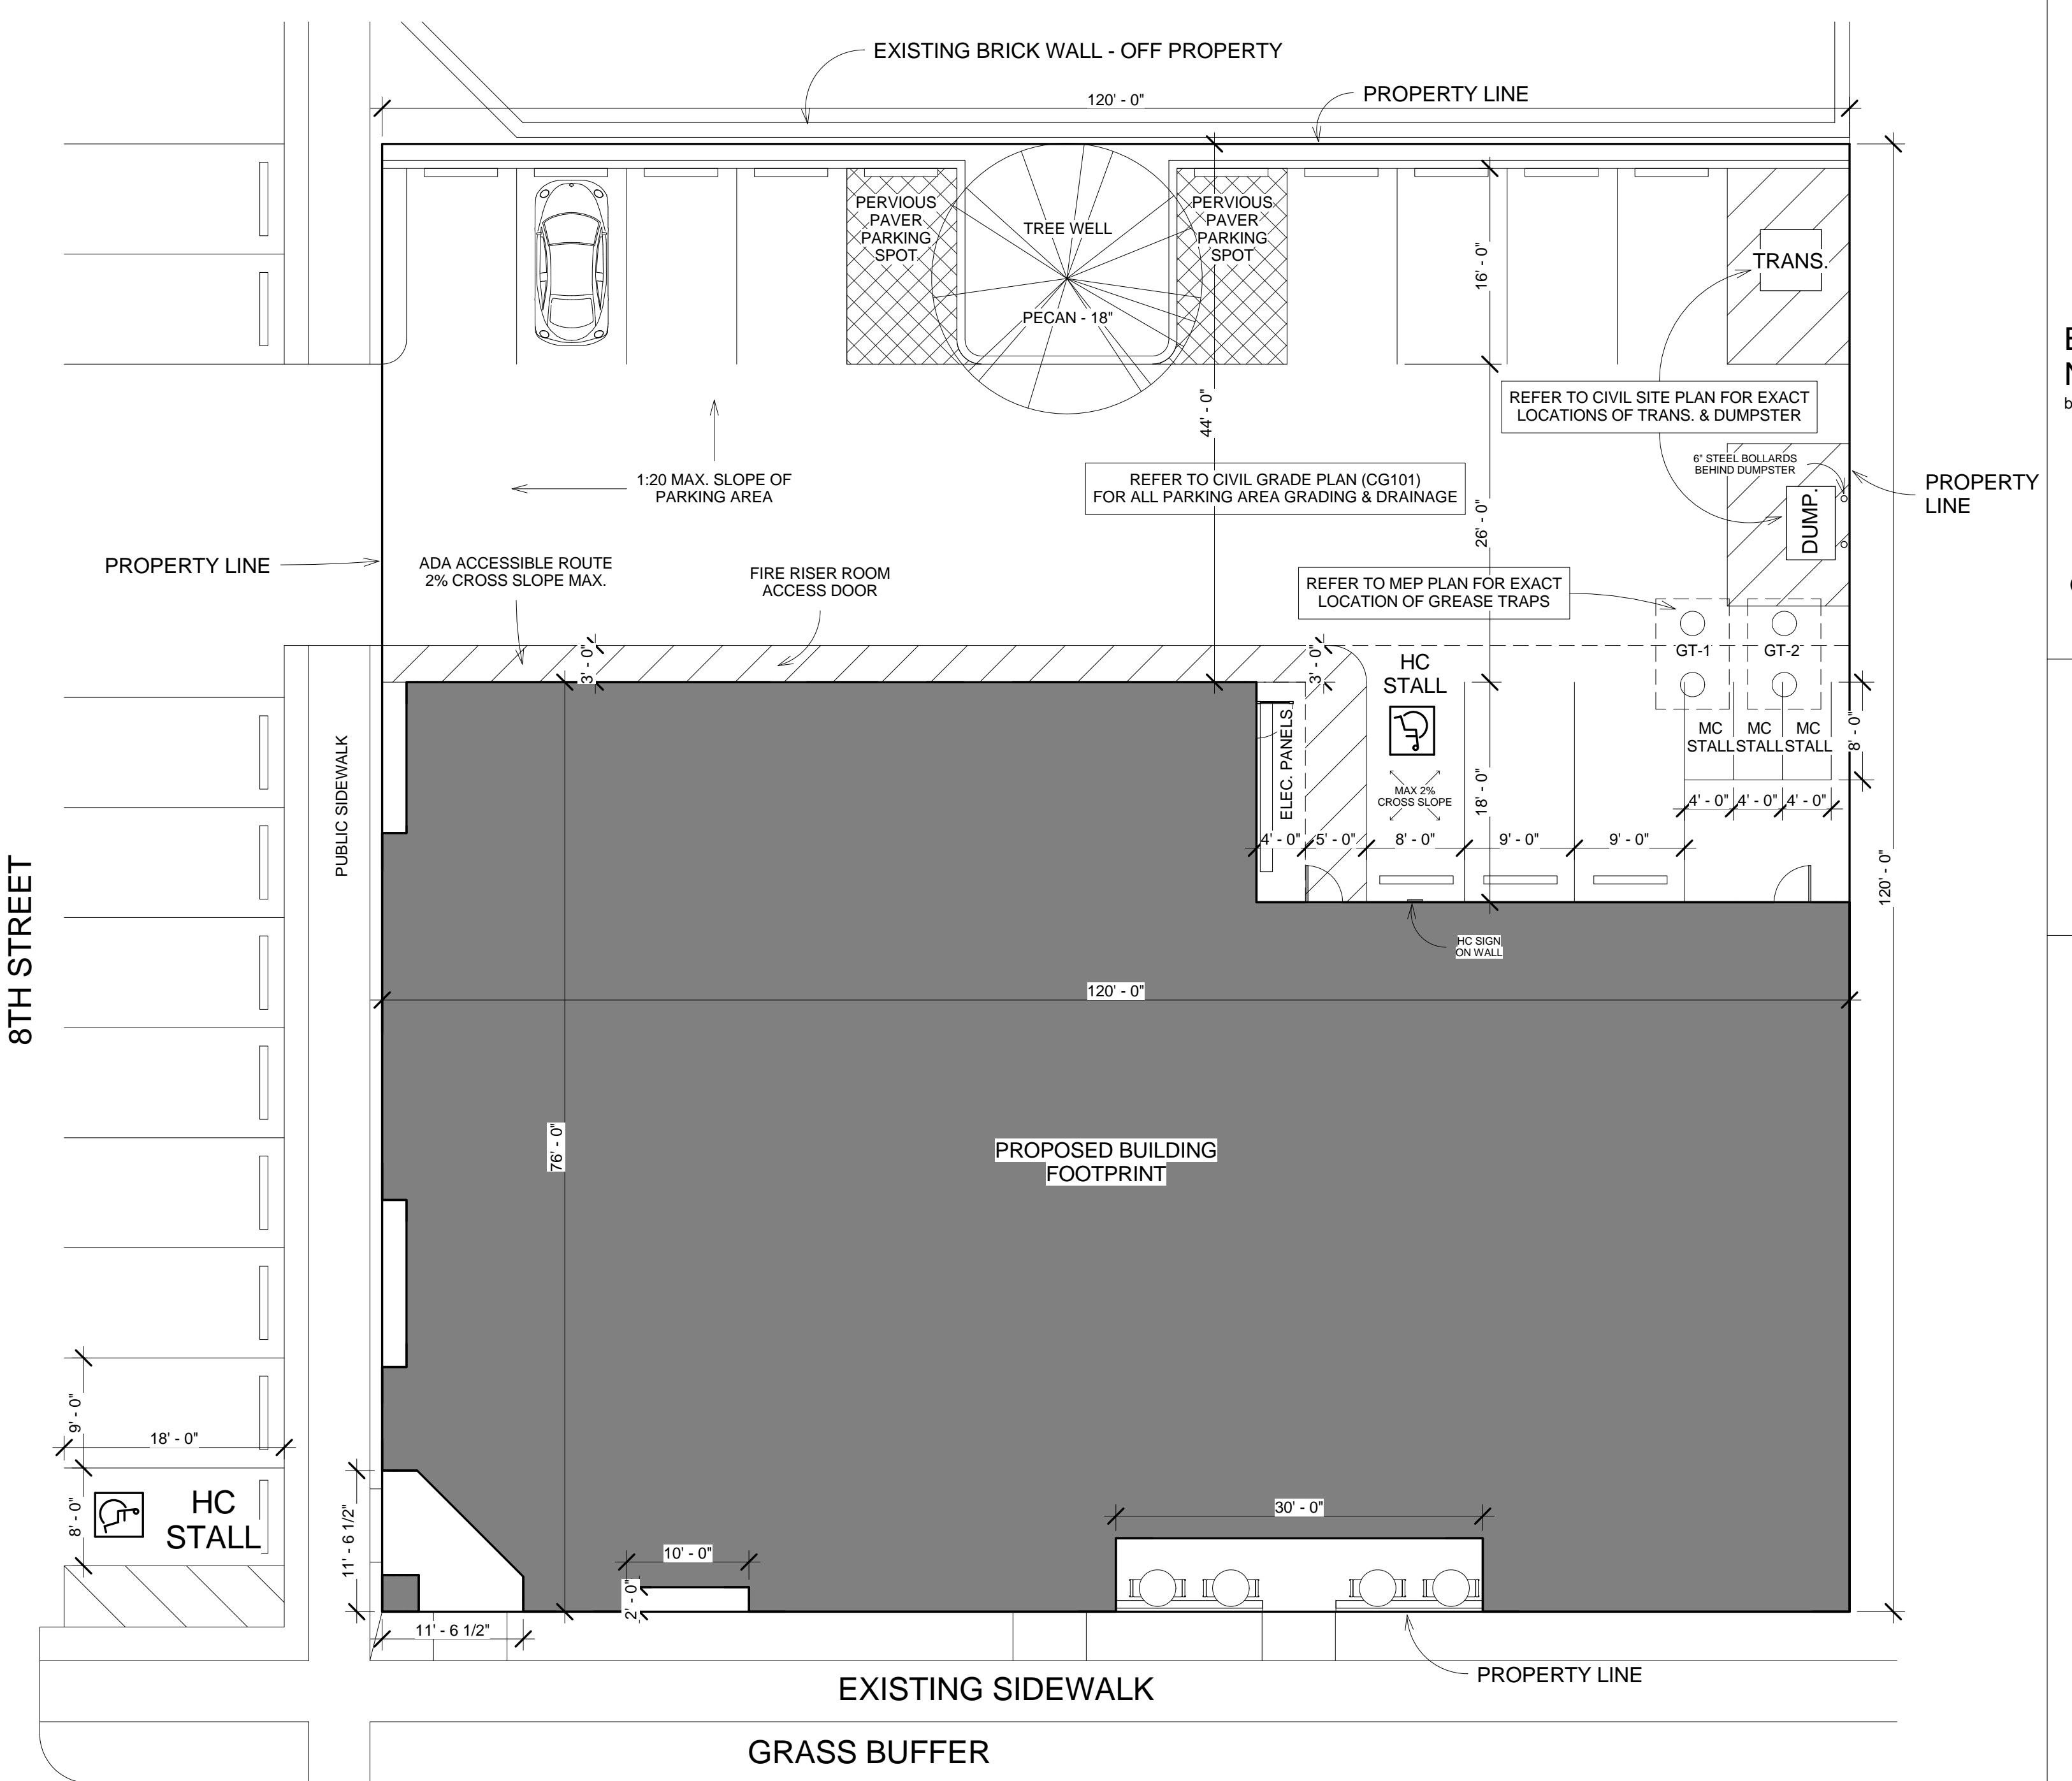 EXISTING BRICK WALL - OFF PROPERTY
120' - 0"
PROPERTY LINE
PERVIOUS
PAVER
PARKING
SPOT
TREE WELL
PECAN - 18"
PERVIOUS
PAVER
PARKING
SPOT
16' - 0"
TRANS.
44' - 0"
REFER TO CIVIL SITE PLAN FOR EXACT
LOCATIONS OF TRANS. & DUMPSTER
6" STEEL BOLLARDS
BEHIND DUMPSTER
DUMP.
PROPERTY
LINE
1:20 MAX. SLOPE OF
PARKING AREA
REFER TO CIVIL GRADE PLAN (CG101)
FOR ALL PARKING AREA GRADING & DRAINAGE
26' - 0"
PROPERTY LINE
ADA ACCESSIBLE ROUTE
2% CROSS SLOPE MAX.
FIRE RISER ROOM
ACCESS DOOR
REFER TO MEP PLAN FOR EXACT
LOCATION OF GREASE TRAPS
3' - 0"
3' - 0"
HC
STALL
GT-1
GT-2
MC
STALL
MC
STALL
MC
STALL
8' - 0"
ELEC. PANELS
MAX 2%
CROSS SLOPE
18' - 0"
4' - 0"
4' - 0"
4' - 0"
4' - 0"
5' - 0"
8' - 0"
9' - 0"
9' - 0"
PUBLIC SIDEWALK
8TH STREET
120' - 0"
HC SIGN
ON WALL
120' - 0"
76' - 0"
PROPOSED BUILDING
FOOTPRINT
9' - 0"
18' - 0"
8' - 0"
HC
STALL
11' - 6 1/2"
10' - 0"
2' - 0"
30' - 0"
11' - 6 1/2"
PROPERTY LINE
EXISTING SIDEWALK
GRASS BUFFER